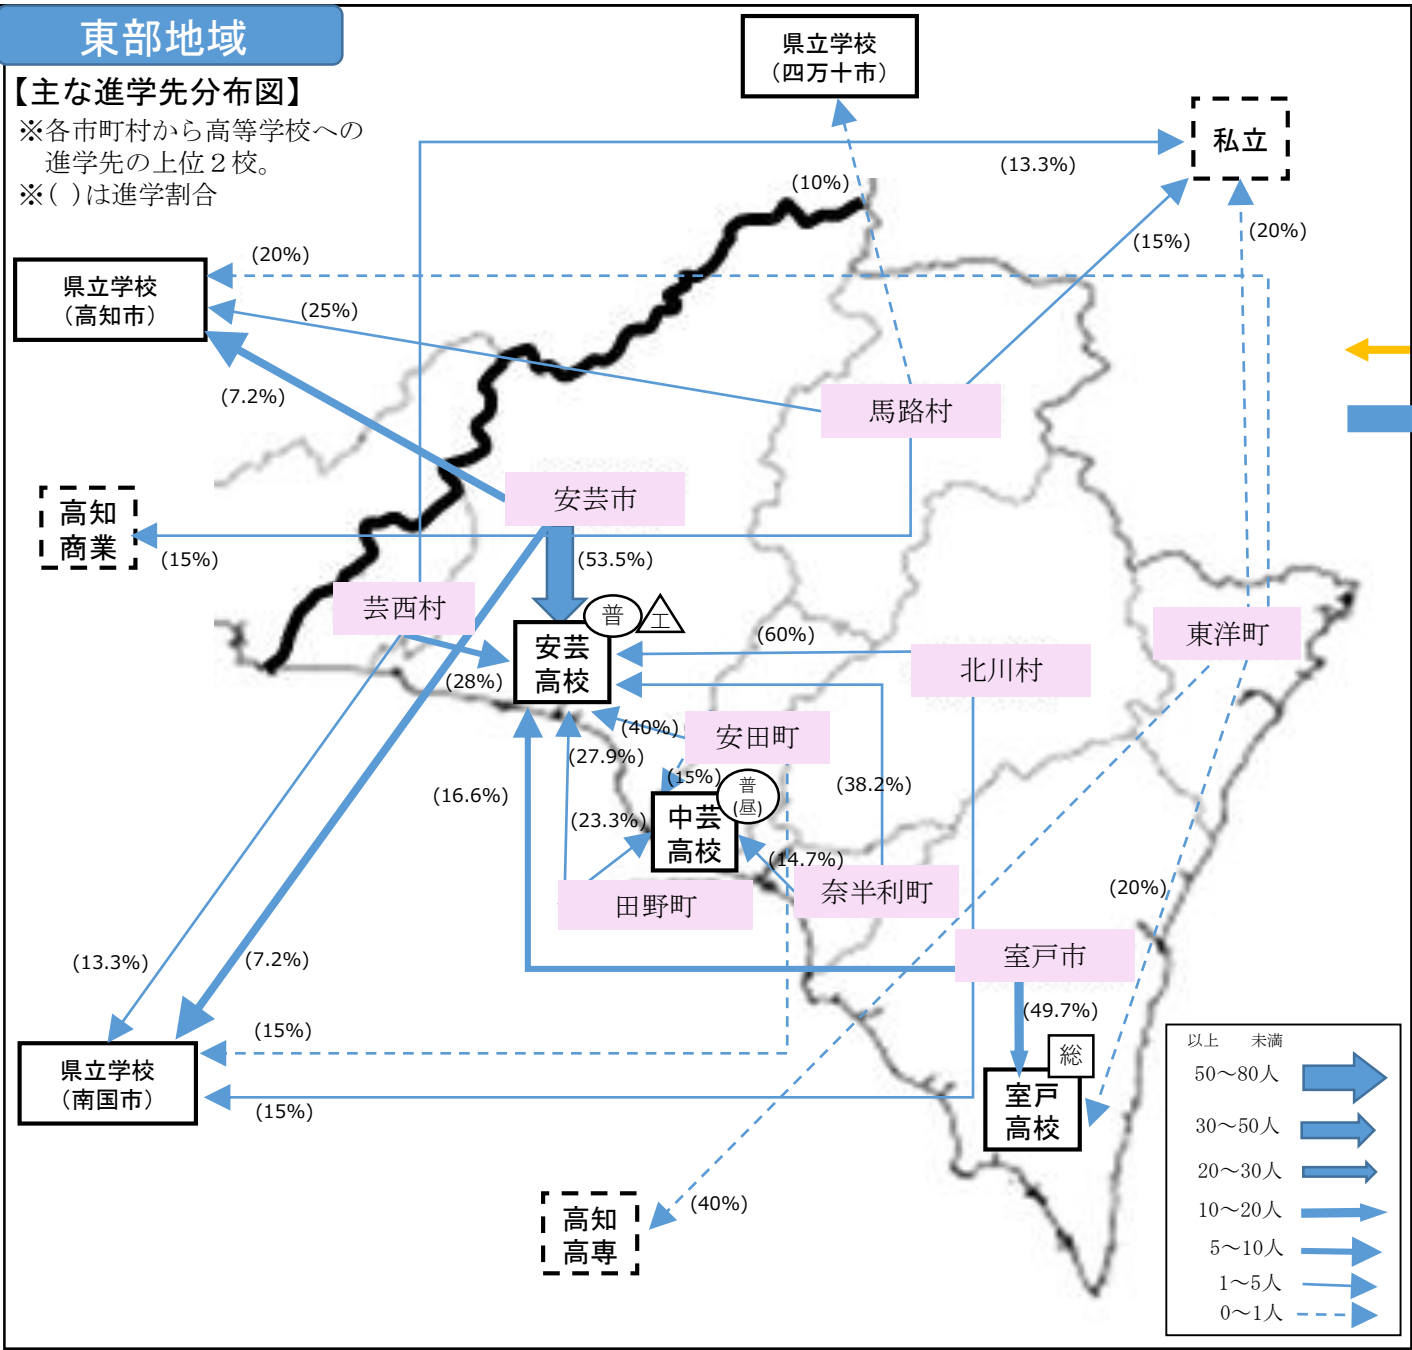 東部地域
【主な進学先分布図】
※各市町村から高等学校への
進学先の上位２校。
※( )は進学割合
県立学校
（四万十市）
私立
(13.3%)
(10%)
(15%)
(20%)
(20%)
県立学校
（高知市）
(25%)
(7.2%)
馬路村
安芸市
高知
商業
(15%)
(53.5%)
芸西村
普
工
安芸
高校
(28%)
(60%)
北川村
東洋町
(40%)
安田町
(27.9%)
(15%)
普
(昼)
(38.2%)
(16.6%)
(23.3%)
中芸
高校
(14.7%)
奈半利町
田野町
(20%)
室戸市
(13.3%)
(7.2%)
(49.7%)
(15%)
総
県立学校
（南国市）
(15%)
室戸
高校
高知
高専
(40%)
以上 未満
50～80人
30～50人
20～30人
10～20人
5～10人
1～5人
0～1人